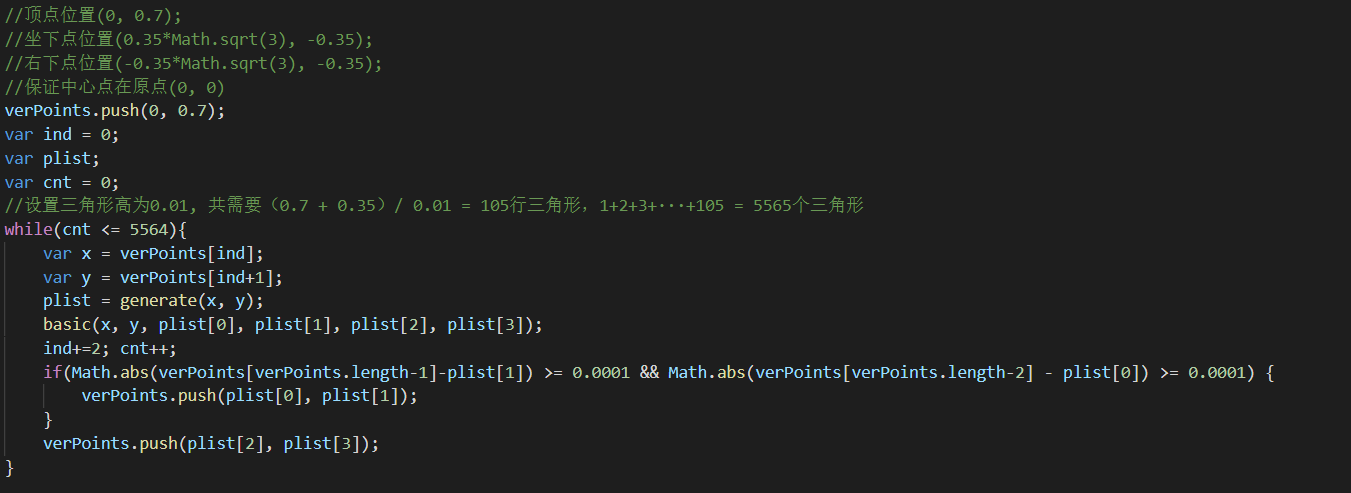 //顶点位置(0, 0.7);
//坐下点位置(0.35*Math.sqrt(3), -0.35);
//右下点位置(-0.35*Math.sqrt(3), -0.35);
//保证中心点在原点(0, 0)
verPoints.push(0, 0.7);
var ind = 0;
var plist;
var cnt = 0;
//设置三角形高为0.01, 共需要（0.7 + 0.35）/ 0.01 = 105行三角形，1+2+3+···+105 = 5565个三角形
while(cnt <= 5564){
    var x = verPoints[ind];
    var y = verPoints[ind+1];
    plist = generate(x, y);
    basic(x, y, plist[0], plist[1], plist[2], plist[3]);
    ind+=2; cnt++;
    if(Math.abs(verPoints[verPoints.length-1]-plist[1]) >= 0.0001 && Math.abs(verPoints[verPoints.length-2] - plist[0]) >= 0.0001) {
        verPoints.push(plist[0], plist[1]);
    }
    verPoints.push(plist[2], plist[3]);
}